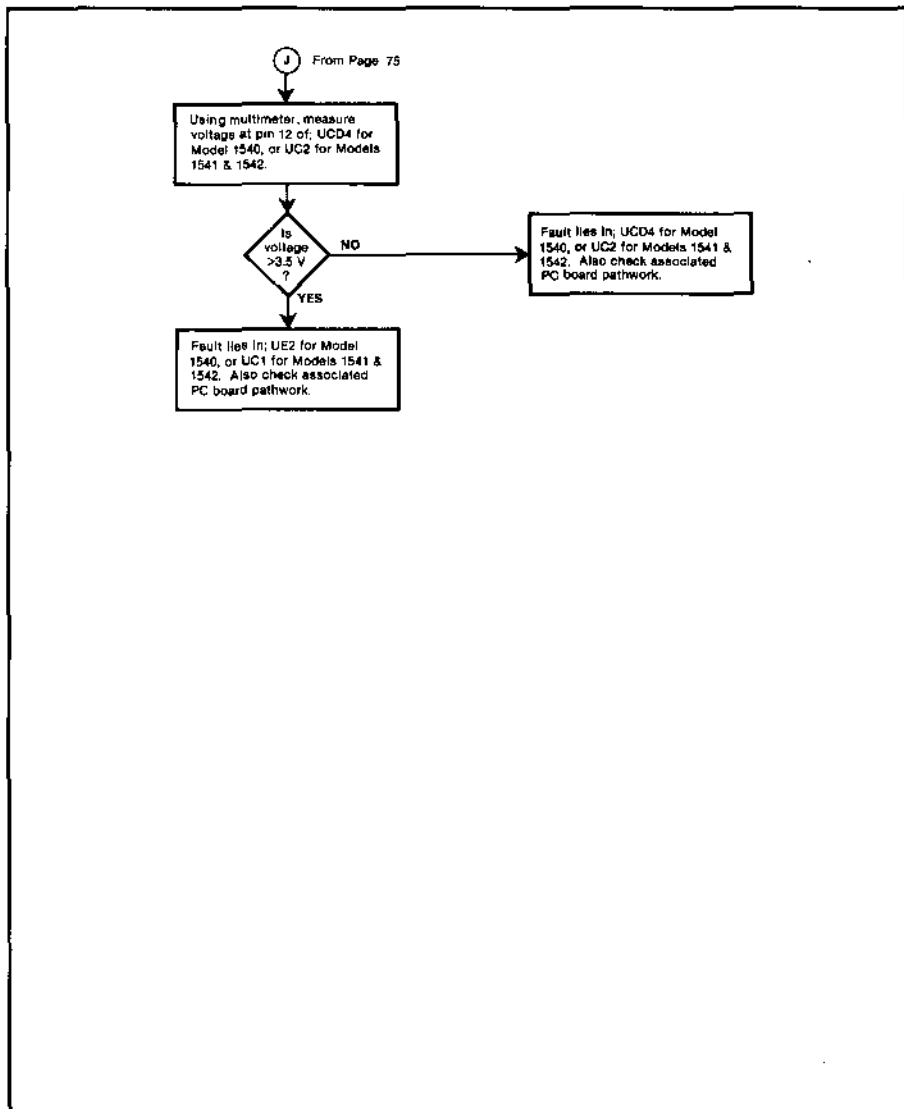 J From Page 75
Using multimeter, measure
voltage at pin 12 of; UCD4 for
Model 1540, or UC2 for Models
1541 & 1542.
Is
voltage
>3.5 V
?
NO
Fault lies in; UCD4 for Model
1540, or UC2 for Models 1541 &
1542. Also check associated
PC board pathwork.
YES
Fault lies in; UE2 for Model
1540, or UC1 for Models 1541 &
1542. Also check associated
PC board pathwork.